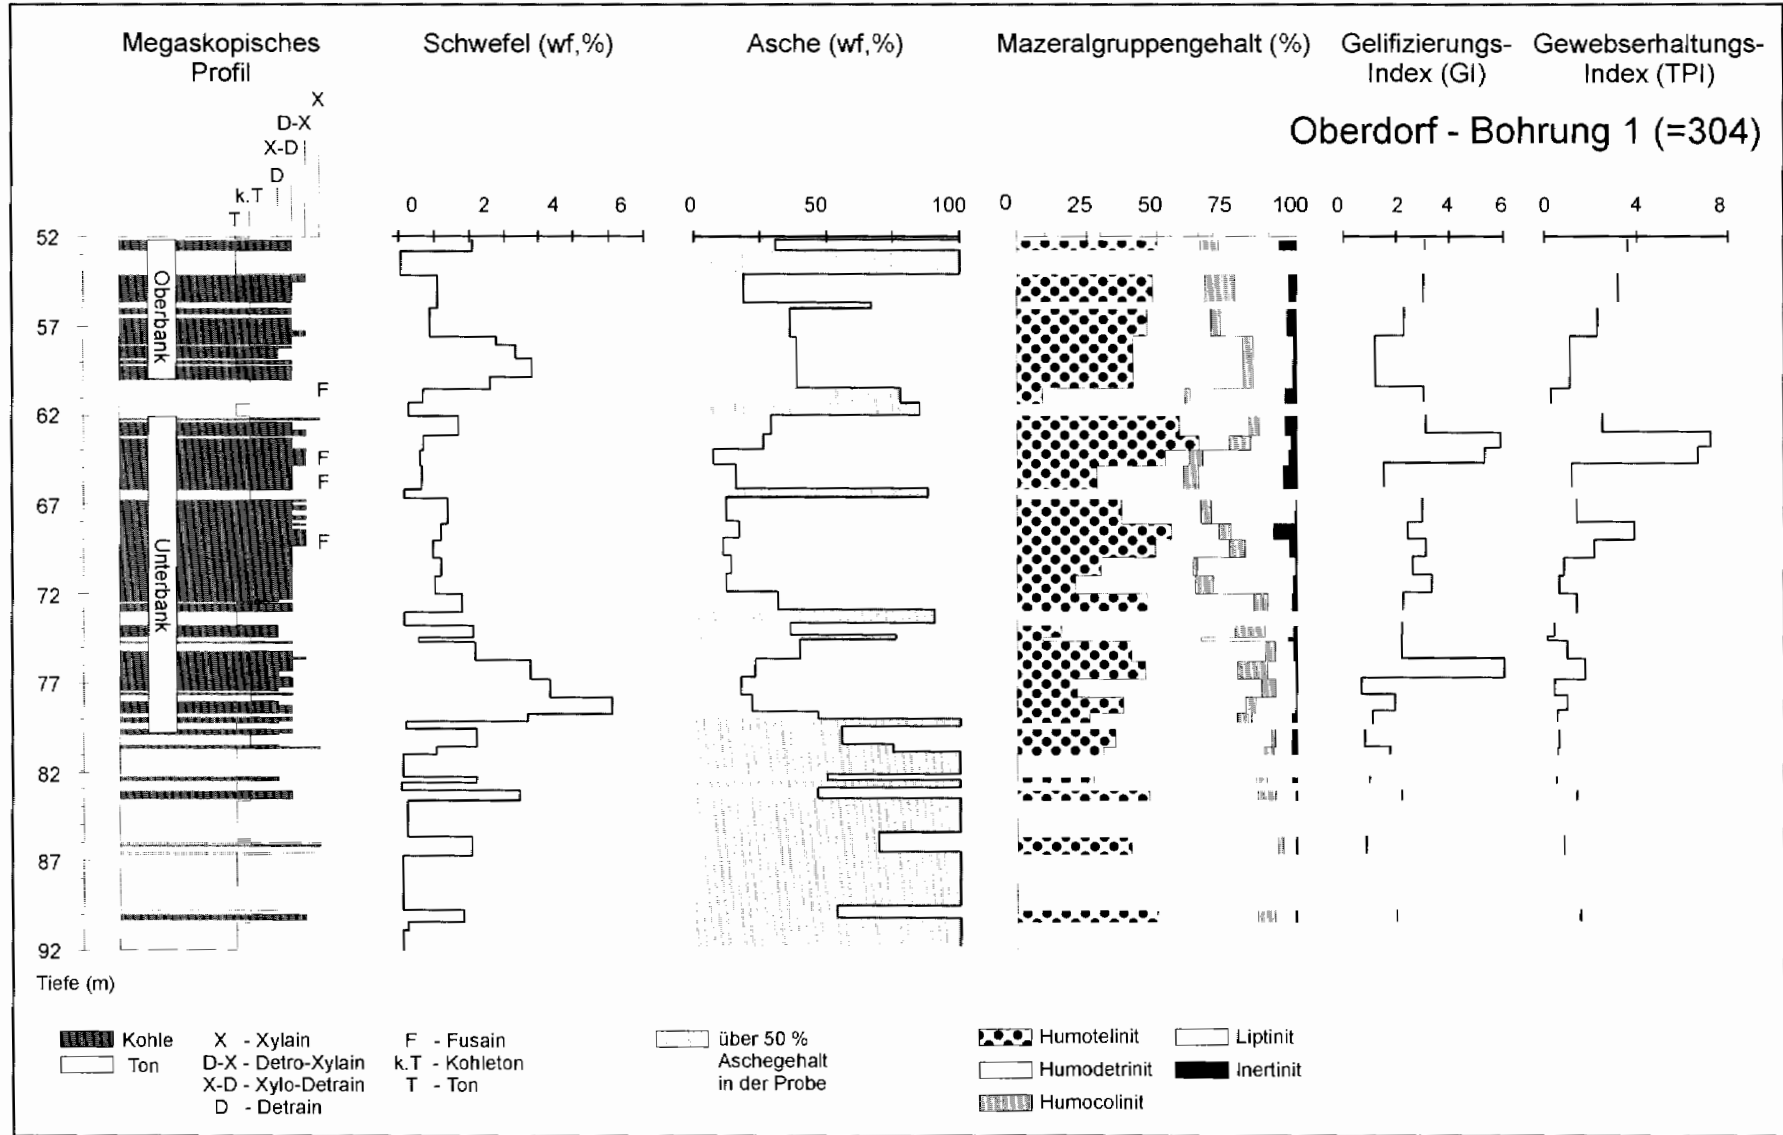 Megaskopisches
Profil
Schwefel (wf,%)
Asche (wf,%)
Mazeralgruppengehalt (%)
Gelifizierungs-
Index (GI)
Gewebserhaltungs-
Index (TPI)
Oberdorf - Bohrung 1 (=304)
X
D-X
X-D
D
k.T
T
0 2 4 6
0 50 100
0 25 50 75 100
0 2 4 6
0 4 8
52
57
62
67
72
77
82
87
92
Tiefe (m)
Oberbank
Unterbank
F
F
F
F
Kohle
Ton
X - Xylain
D-X - Detro-Xylain
X-D - Xylo-Detrain
D - Detrain
F - Fusain
k.T - Kohleton
T - Ton
über 50 %
Aschegehalt
in der Probe
Humotelinit
Humodetrinit
Humocolinit
Liptinit
Inertinit